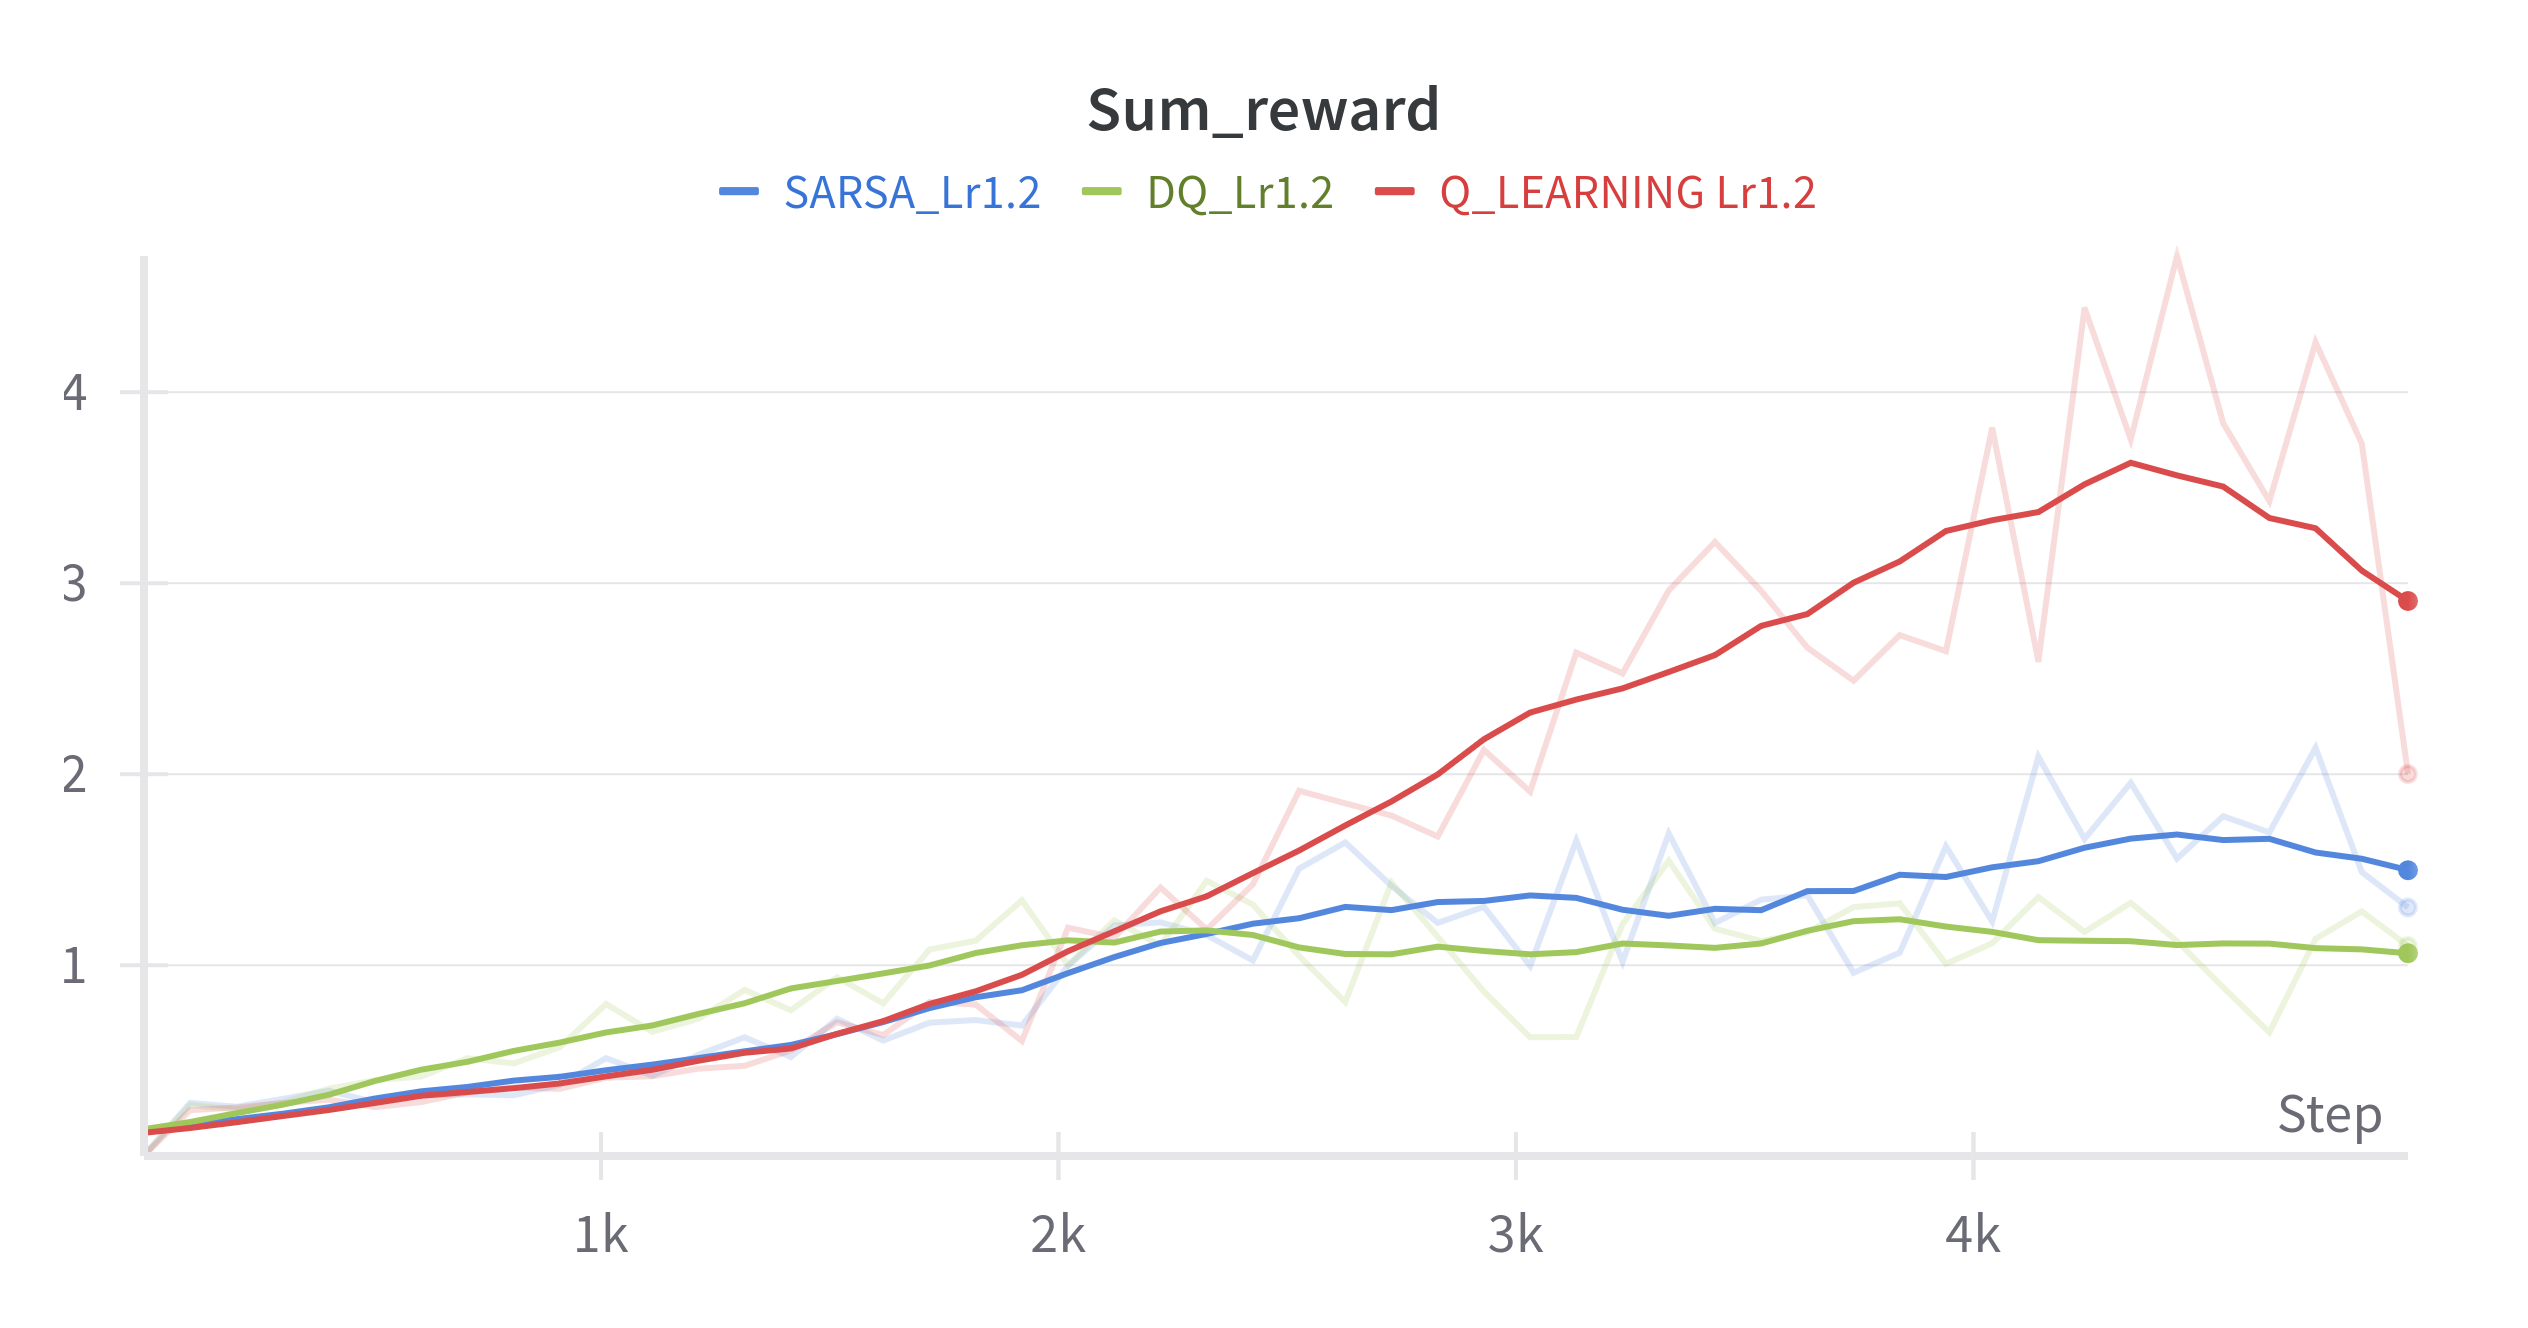 Sum_reward
SARSA_Lr1.2 DQ_Lr1.2 Q_LEARNING Lr1.2
4
3
2
1
Step
1k 2k 3k 4k